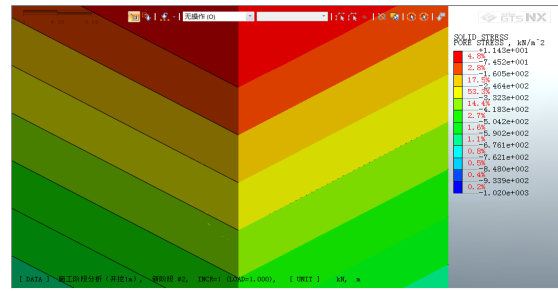 无操作 (O)
GTS NX
SOLID STRESS
PORE STRESS , kN/m^2
+1.143e+001
4.8%
-7.452e+001
2.8%
-1.605e+002
17.5%
-2.464e+002
53.3%
-3.323e+002
14.4%
-4.183e+002
2.7%
-5.042e+002
1.6%
-5.902e+002
1.1%
-6.761e+002
0.8%
-7.621e+002
0.5%
-8.480e+002
0.4%
-9.339e+002
0.2%
-1.020e+003
[ DATA ] 施工阶段分析 (开挖1m) , 新阶段 #2, INCR=1 (LOAD=1.000), [ UNIT ] kN, m